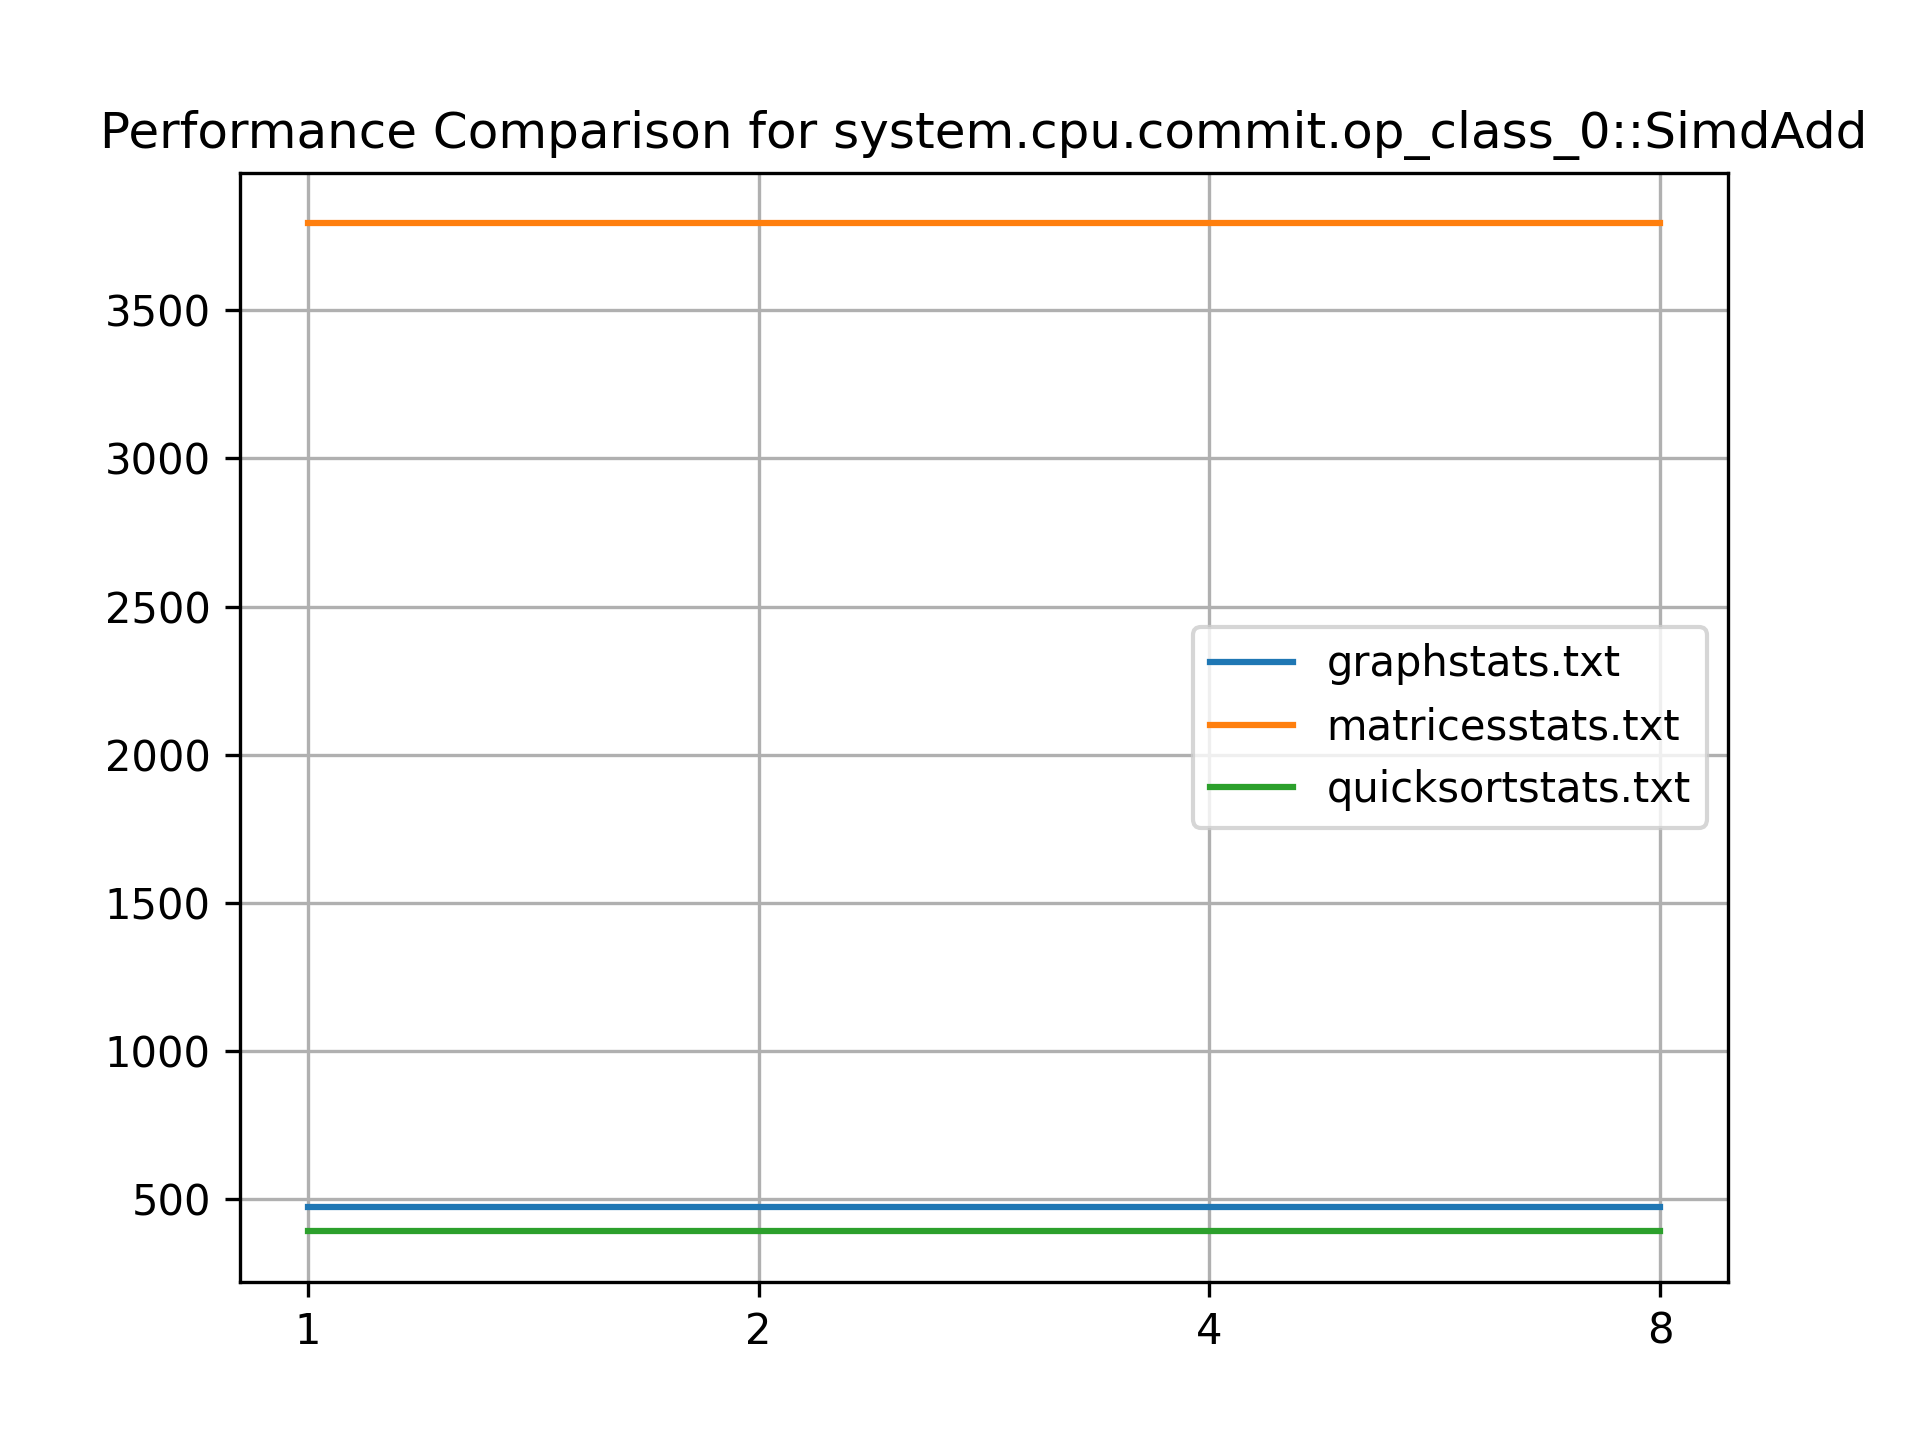 Performance Comparison for system.cpu.commit.op_class_0::SimdAdd
3500
3000
2500
2000
1500
1000
500
graphstats.txt
matricesstats.txt
quicksortstats.txt
1 2 4 8